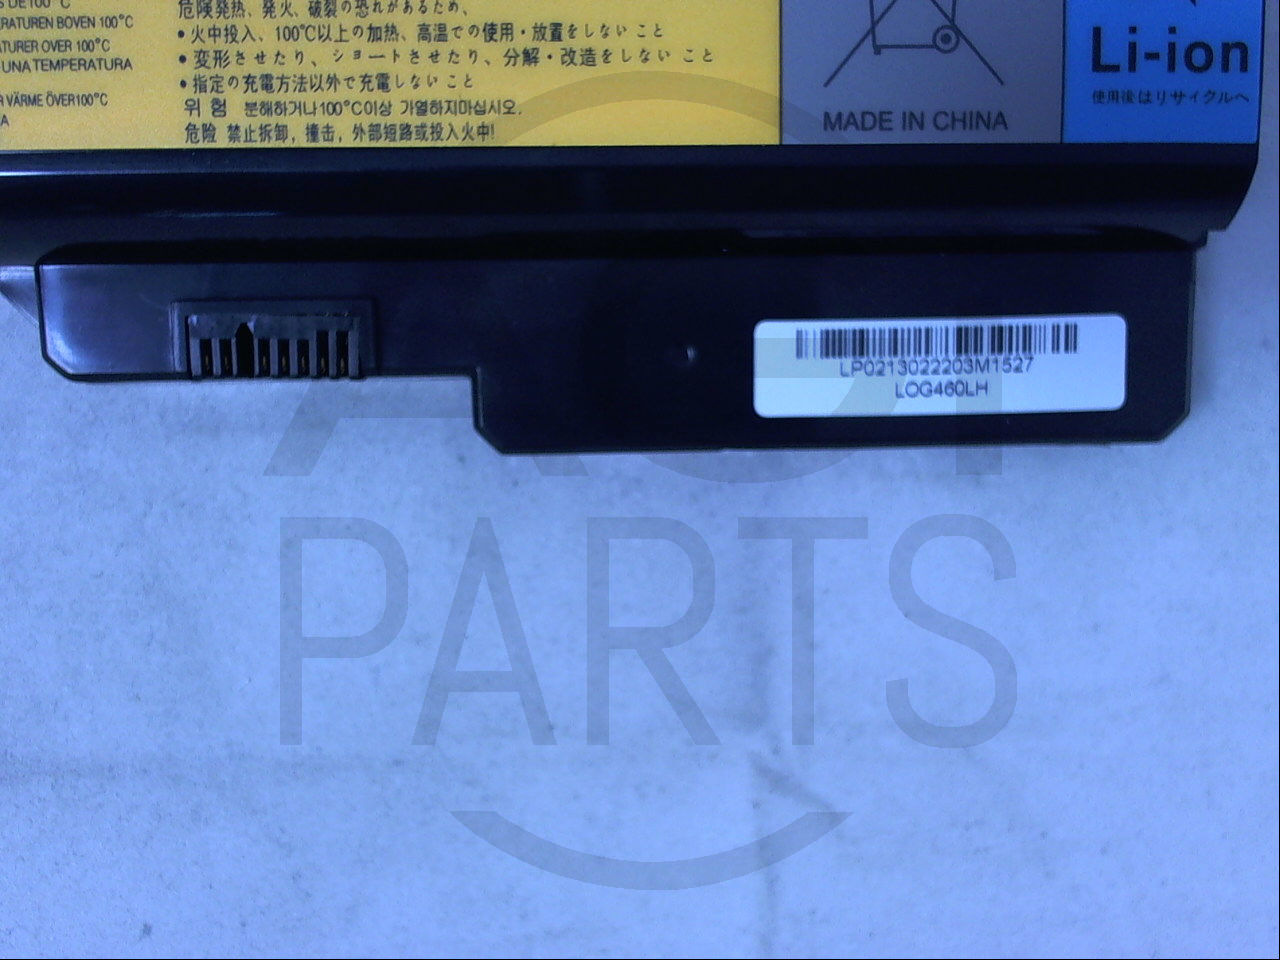 S DE 100°C
ERATUREN BOVEN 100°C
ATURER OVER 100°C
UNA TEMPERATURA
R VÄRME ÖVER100°C
A
危険発熱、発火、破裂の恐れがあるため、
•火中投入、100℃以上の加熱、高温での使用・放置をしないこと
•変形させたり、ショートさせたり、分解・改造をしないこと
•指定の充電方法以外で充電しないこと
위 험 분해하거나100°C이상 가열하지마십시오.
危险 禁止拆卸，撞击，外部短路或投入火中!
MADE IN CHINA
Li-ion
使用後はリサイクルへ
LP0213022203M1527
LOG460LH
PARTS